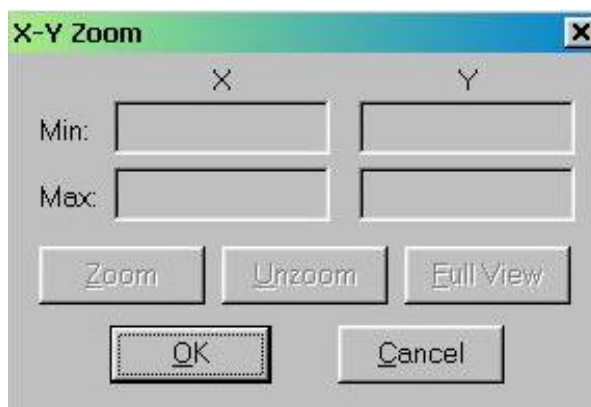 X-Y Zoom
X Y
Min:
Max:
Zoom Unzoom Full View
OK Cancel